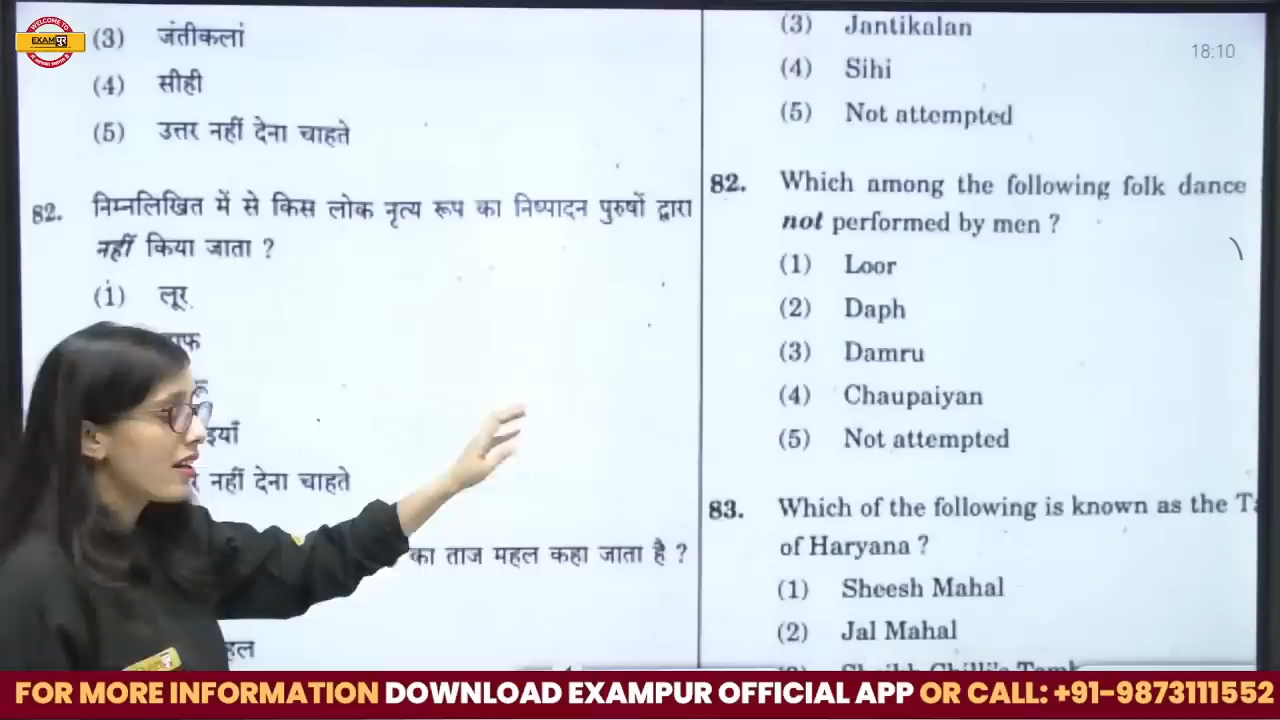 WELCOME TO
EXAMपुर
(3) जंतीकलां
(4) सीही
(5) उत्तर नहीं देना चाहते
82. निम्नलिखित में से किस लोक नृत्य रूप का निष्पादन पुरुषों द्वारा
नहीं किया जाता ?
(1) लूर
नहीं देना चाहते
का ताज महल कहा जाता है ?
(3) Jantikalan
18:10
(4) Sihi
(5) Not attempted
82. Which among the following folk dance
not performed by men ?
(1) Loor
(2) Daph
(3) Damru
(4) Chaupaiyan
(5) Not attempted
83. Which of the following is known as the
of Haryana ?
(1) Sheesh Mahal
(2) Jal Mahal
FOR MORE INFORMATION DOWNLOAD EXAMPUR OFFICIAL APP OR CALL: +91-9873111552